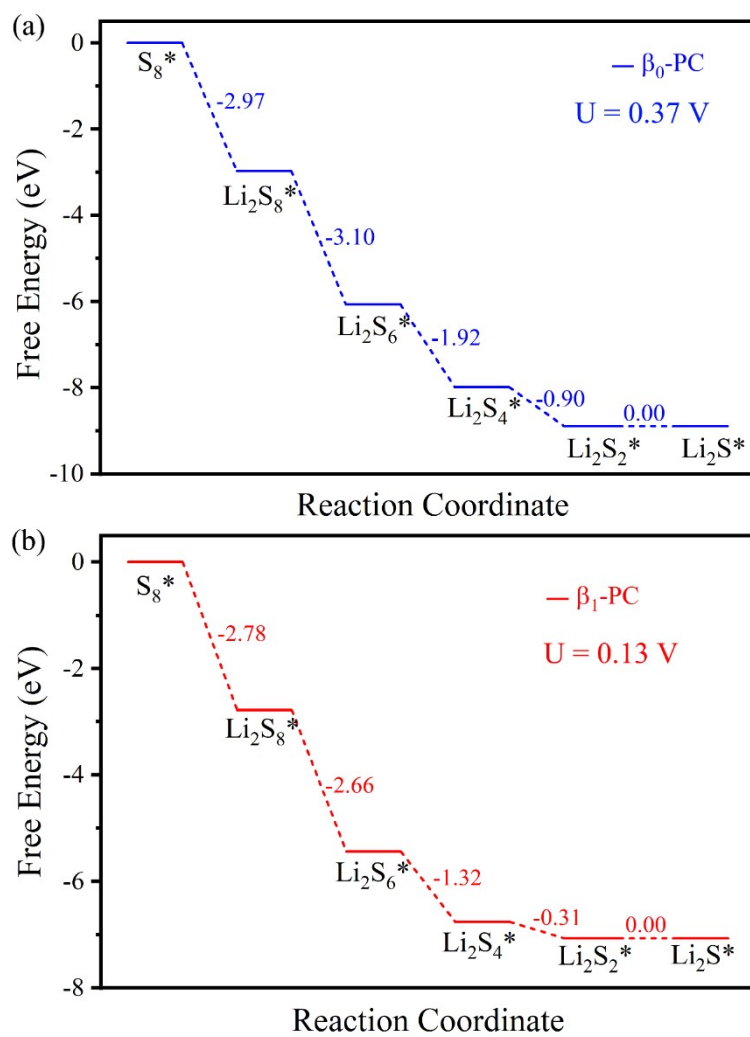 (a)
0
-2
-4
-6
-8
-10
Free Energy (eV)
S₈*
-2.97
Li₂S₈*
-3.10
Li₂S₆*
-1.92
Li₂S₄*
-0.90
Li₂S₂*
0.00
Li₂S*
β₀-PC
U = 0.37 V
Reaction Coordinate
(b)
0
-2
-4
-6
-8
Free Energy (eV)
S₈*
-2.78
Li₂S₈*
-2.66
Li₂S₆*
-1.32
Li₂S₄*
-0.31
Li₂S₂*
0.00
Li₂S*
β₁-PC
U = 0.13 V
Reaction Coordinate